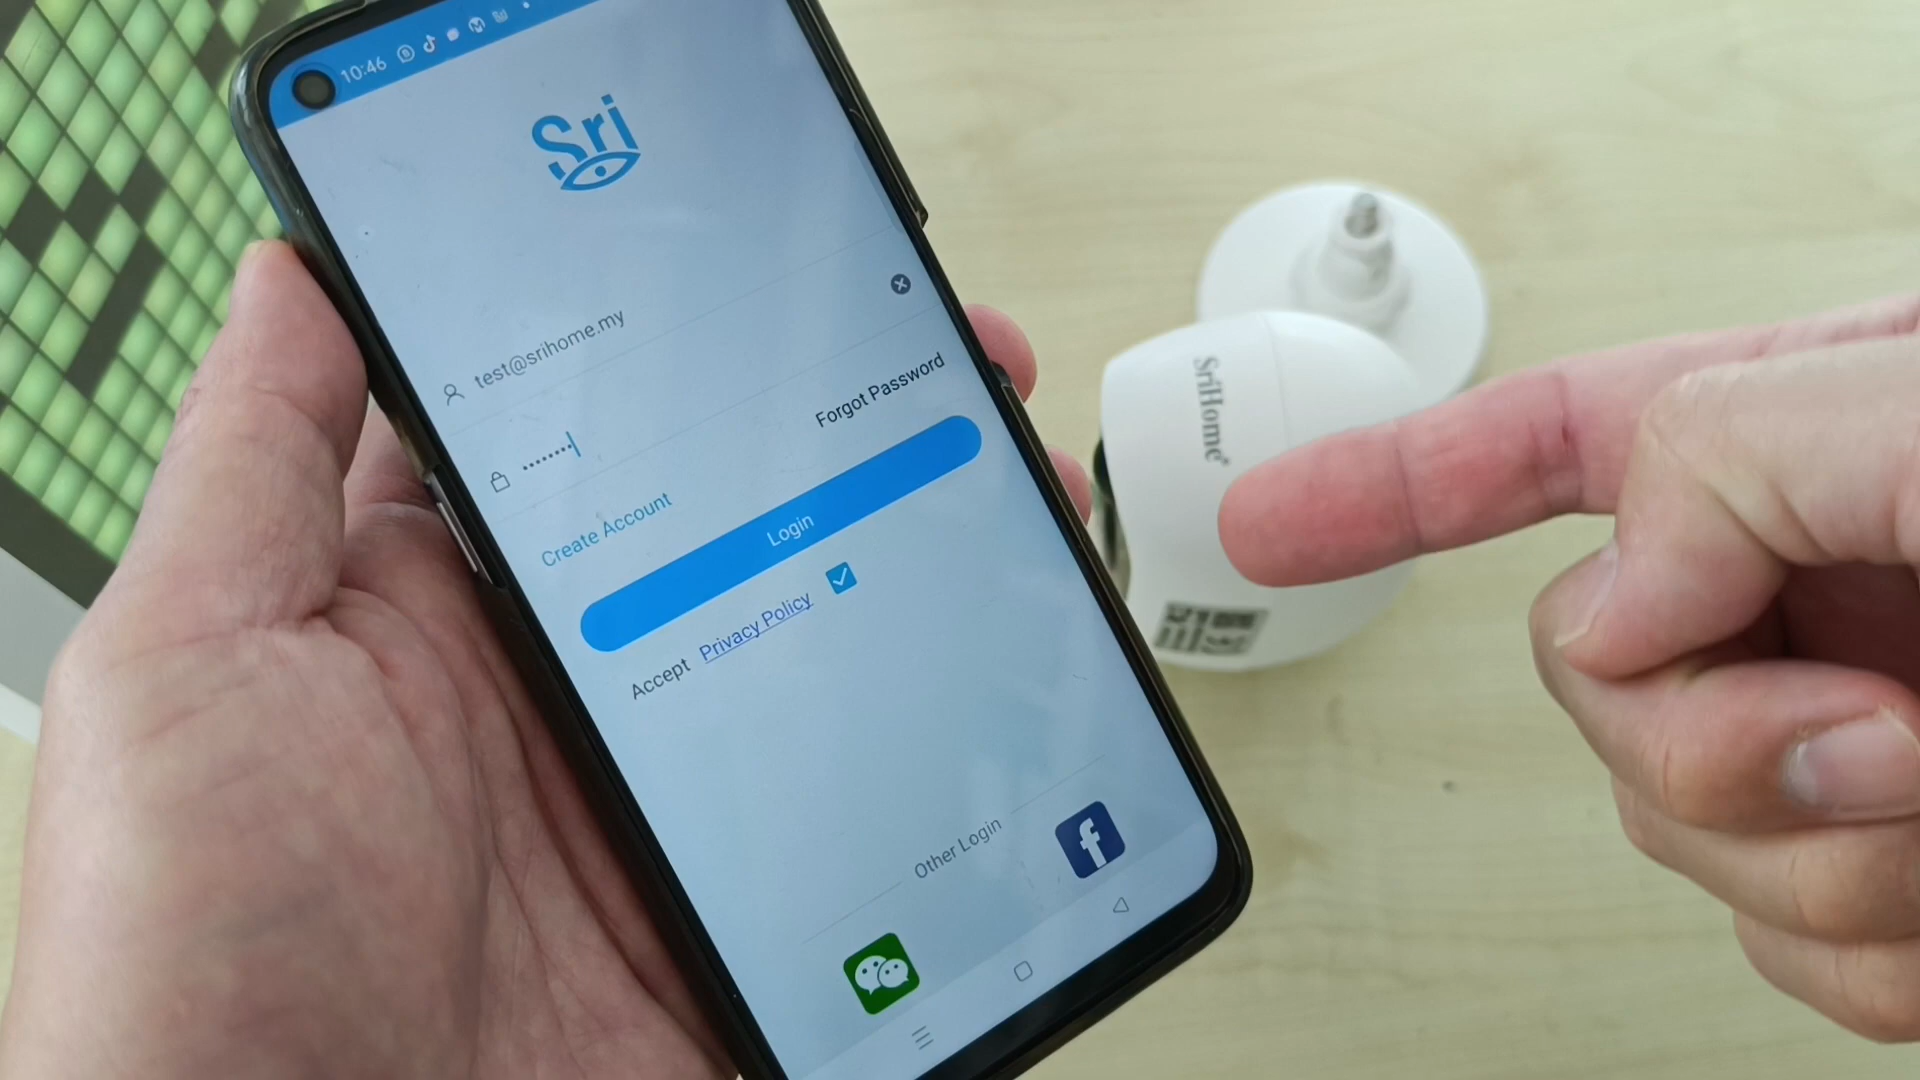 10:46
Sri
test@srihome.my
••••••••
Forgot Password
Create Account
Login
Accept Privacy Policy
Other Login
f
SriHome®